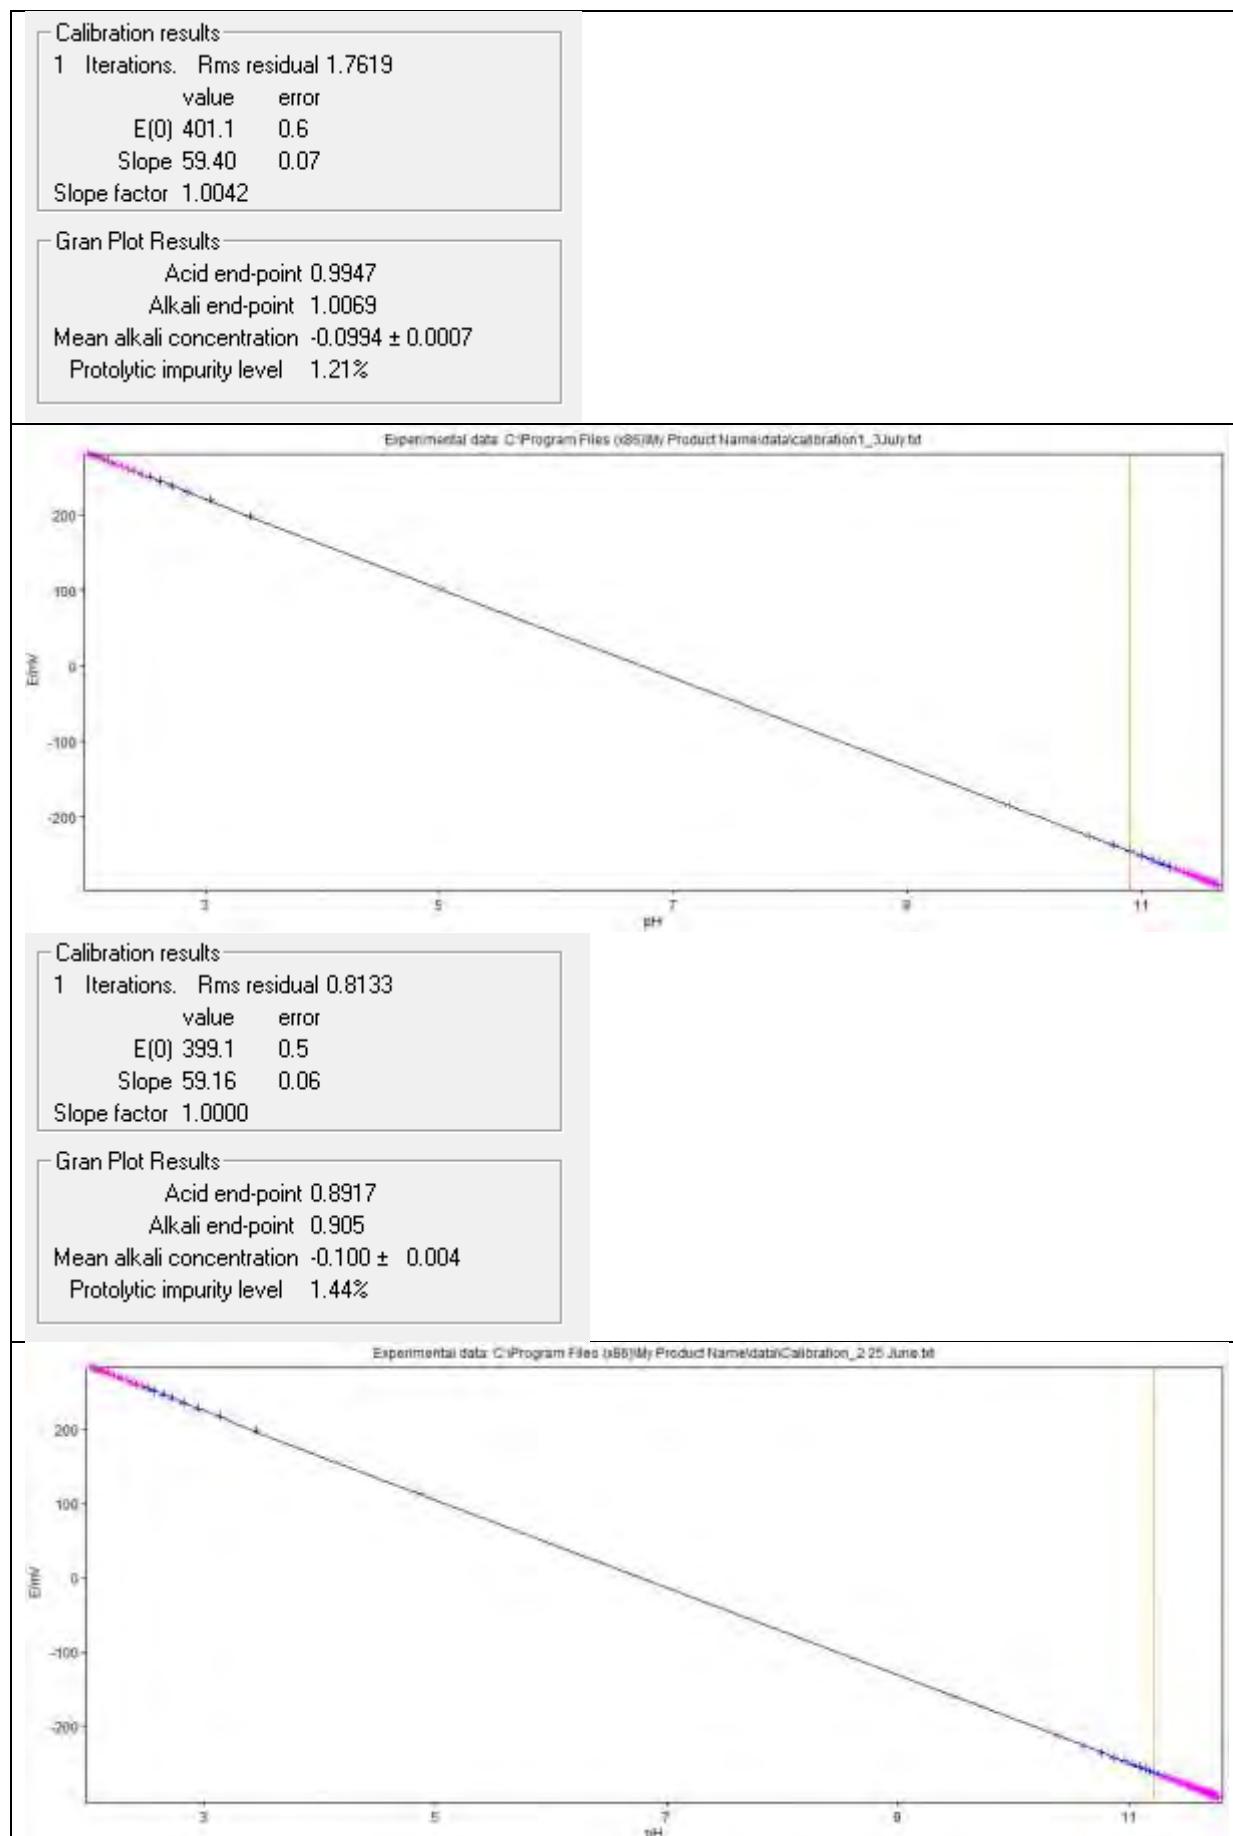 Calibration results
1 Iterations. Rms residual 1.7619
value error
E(0) 401.1 0.6
Slope 59.40 0.07
Slope factor 1.0042
Gran Plot Results
Acid end-point 0.9947
Alkali end-point 1.0069
Mean alkali concentration -0.0994 ± 0.0007
Protolytic impurity level 1.21%
Experimental data: C:\Program Files (x86)\My Product Name\data\calibration1_3July.txt
200
100
0
-100
-200
E/mV
3 5 7 9 11
pH
Calibration results
1 Iterations. Rms residual 0.8133
value error
E(0) 399.1 0.5
Slope 59.16 0.06
Slope factor 1.0000
Gran Plot Results
Acid end-point 0.8917
Alkali end-point 0.905
Mean alkali concentration -0.100 ± 0.004
Protolytic impurity level 1.44%
Experimental data: C:\Program Files (x86)\My Product Name\data\Calibration_2 25 June.txt
200
100
0
-100
-200
E/mV
3 5 7 9 11
pH